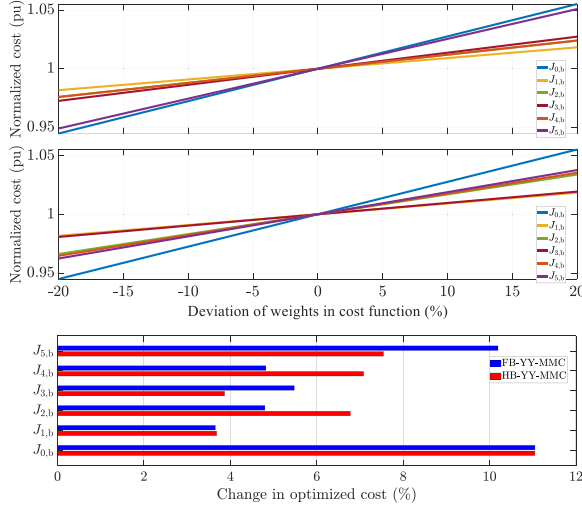 Normalized cost (pu)
1.05
1
0.95
J0,b
J1,b
J2,b
J3,b
J4,b
J5,b
Normalized cost (pu)
1.05
1
0.95
J0,b
J1,b
J2,b
J3,b
J4,b
J5,b
-20 -15 -10 -5 0 5 10 15 20
Deviation of weights in cost function (%)
J5,b
J4,b
J3,b
J2,b
J1,b
J0,b
FB-YY-MMC
HB-YY-MMC
0 2 4 6 8 10 12
Change in optimized cost (%)